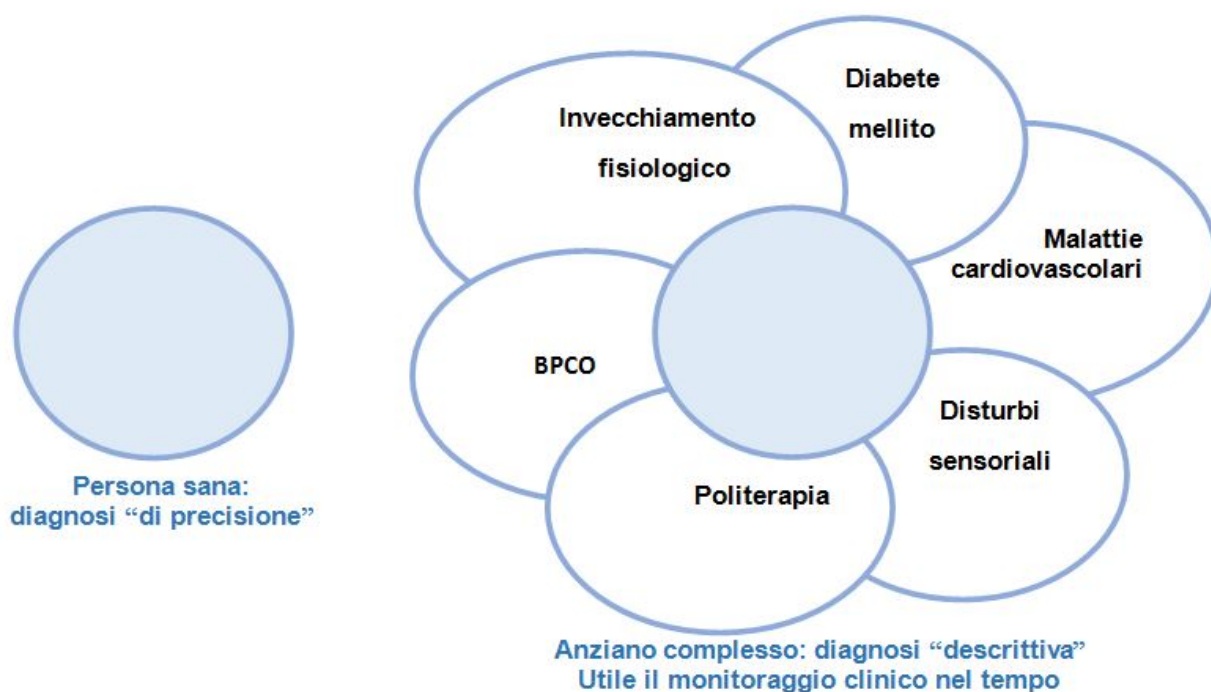 Diabete
mellito
Invecchiamento
fisiologico
Malattie
cardiovascolari
BPCO
Disturbi
sensoriali
Politerapia
Persona sana:
diagnosi “di precisione”
Anziano complesso: diagnosi “descrittiva”
Utile il monitoraggio clinico nel tempo